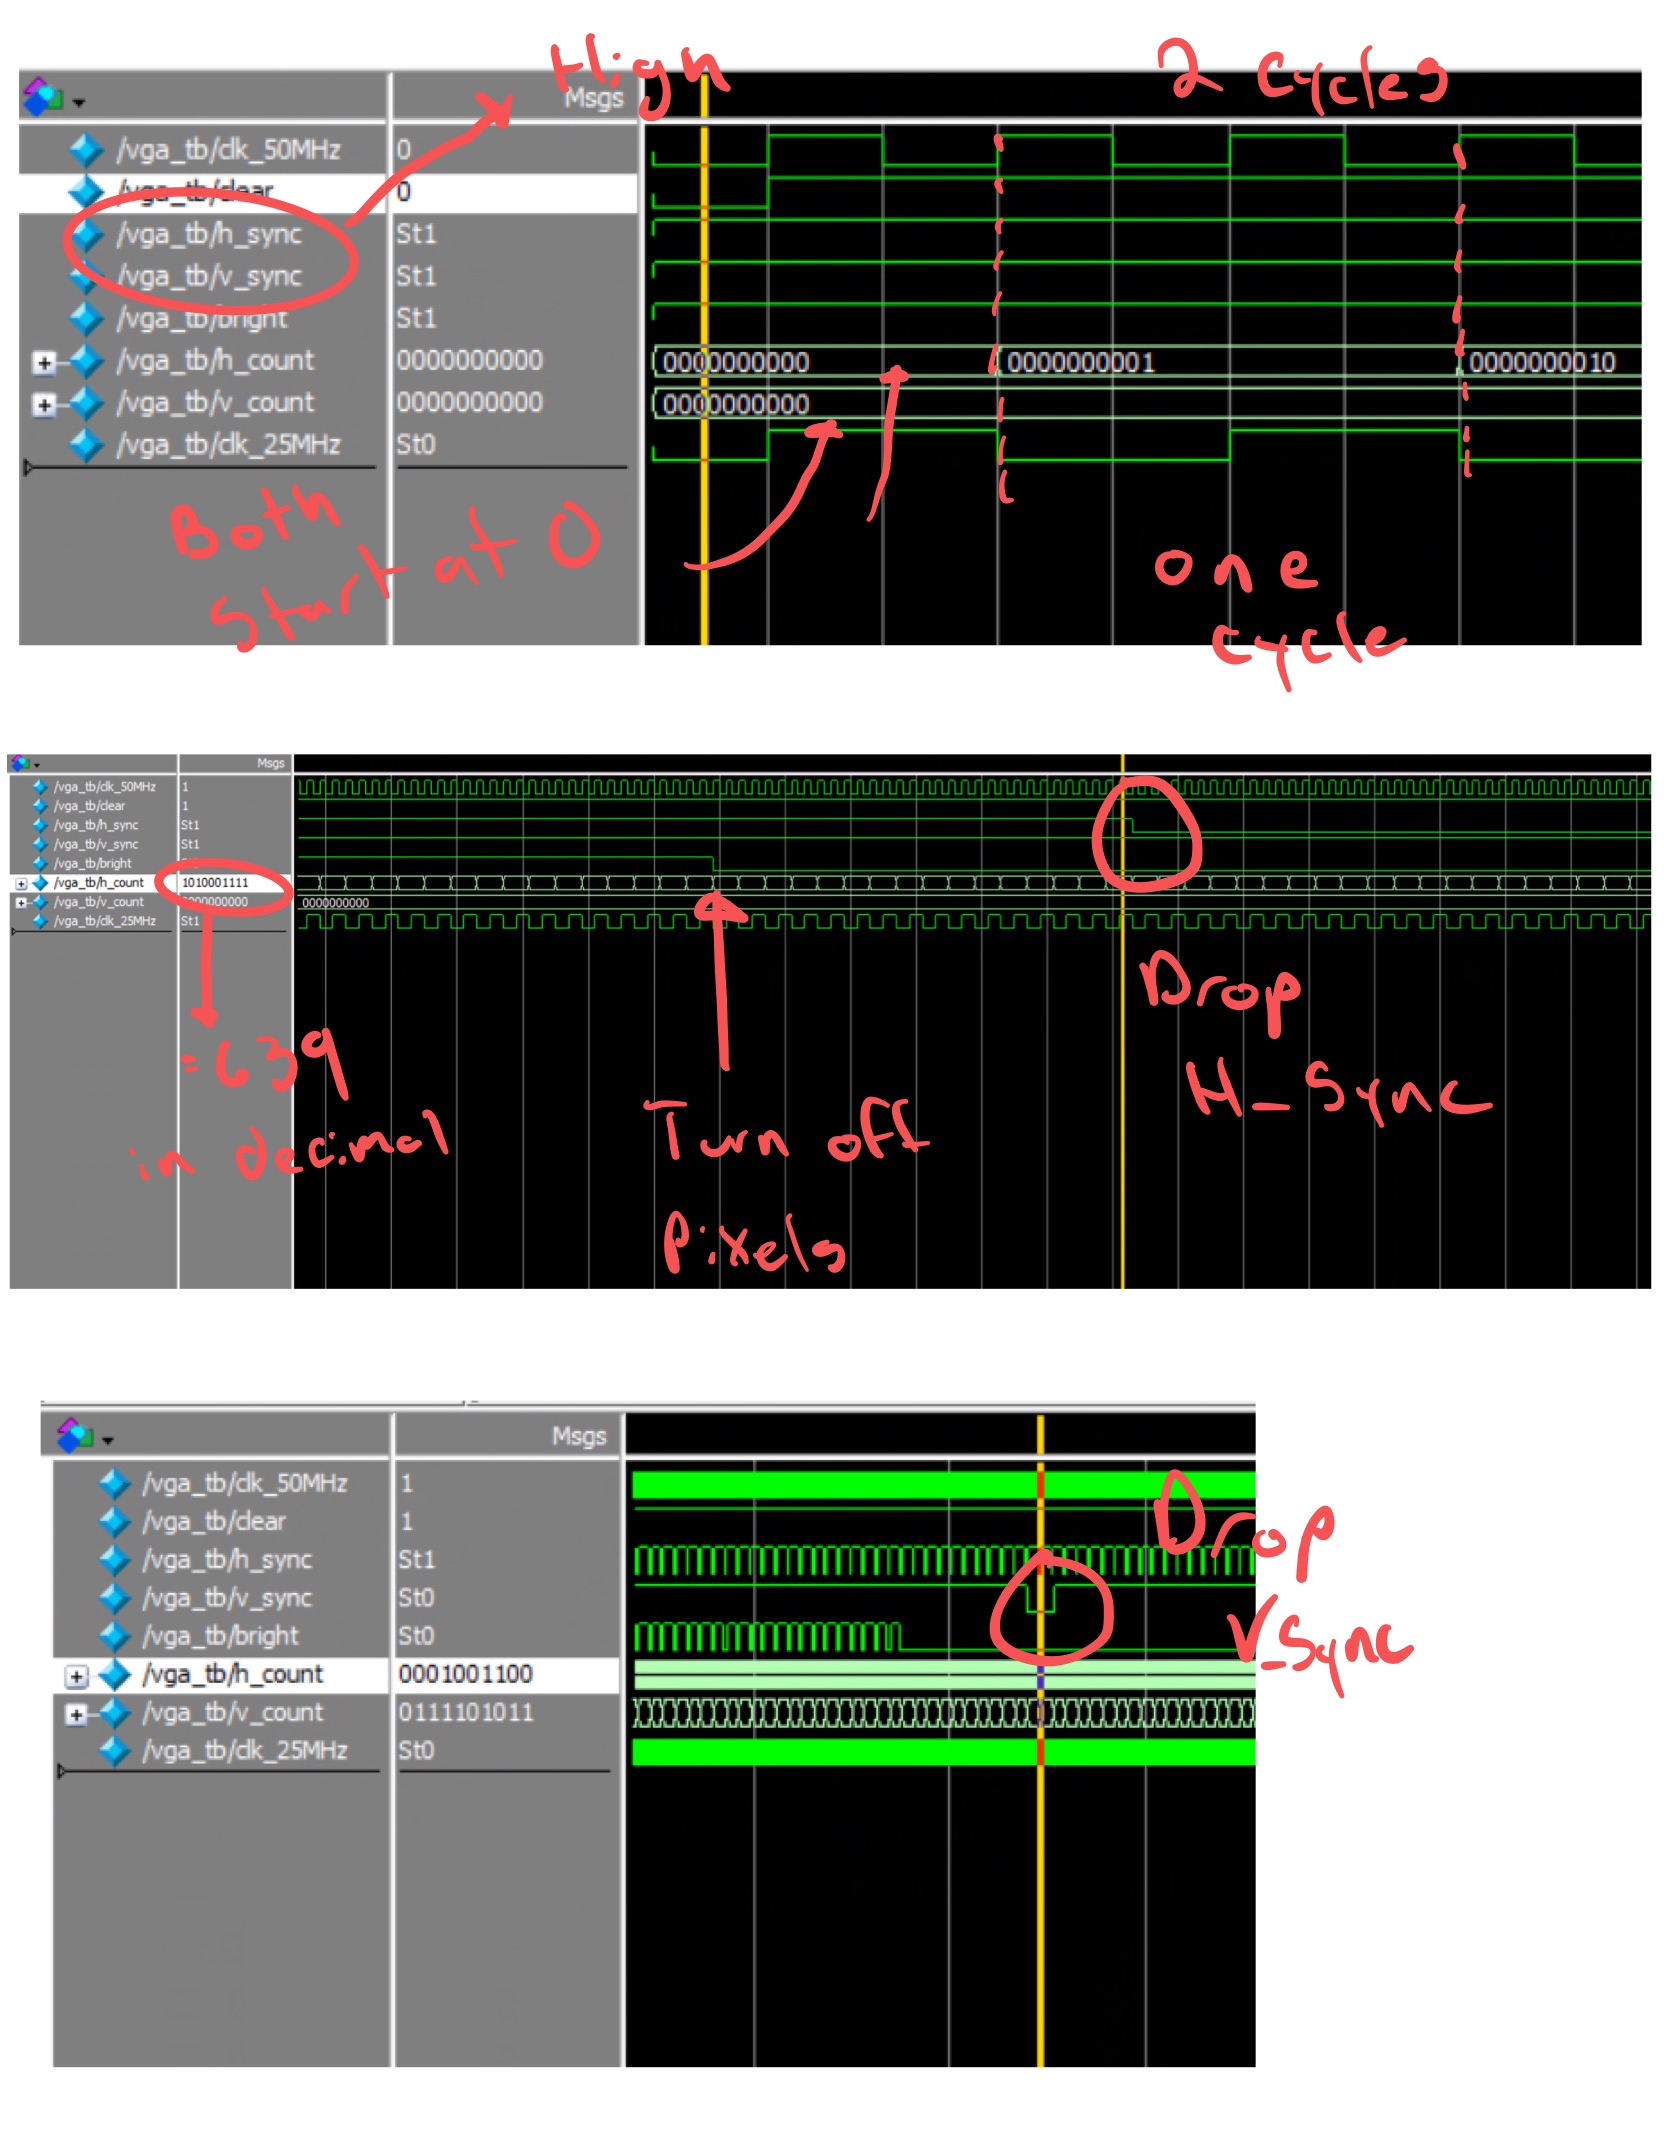 High
2 cycles
Msgs
/vga_tb/clk_50MHz 0
/vga_tb/clear 0
/vga_tb/h_sync St1
/vga_tb/v_sync St1
/vga_tb/bright St1
/vga_tb/h_count 0000000000 0000000000 0000000001 0000000010
/vga_tb/v_count 0000000000 0000000000
/vga_tb/clk_25MHz St0
Both
start at 0
one
cycle
Msgs
/vga_tb/clk_50MHz 1
/vga_tb/clear 1
/vga_tb/h_sync St1
/vga_tb/v_sync St1
/vga_tb/bright
/vga_tb/h_count 1010001111
/vga_tb/v_count 0000000000 0000000000
/vga_tb/clk_25MHz St1
Drop
H_Sync
=639
in decimal
Turn off
Pixels
Msgs
/vga_tb/clk_50MHz 1
/vga_tb/clear 1
/vga_tb/h_sync St1
/vga_tb/v_sync St0
/vga_tb/bright St0
/vga_tb/h_count 0001001100
/vga_tb/v_count 0111101011
/vga_tb/clk_25MHz St0
Drop
V_Sync